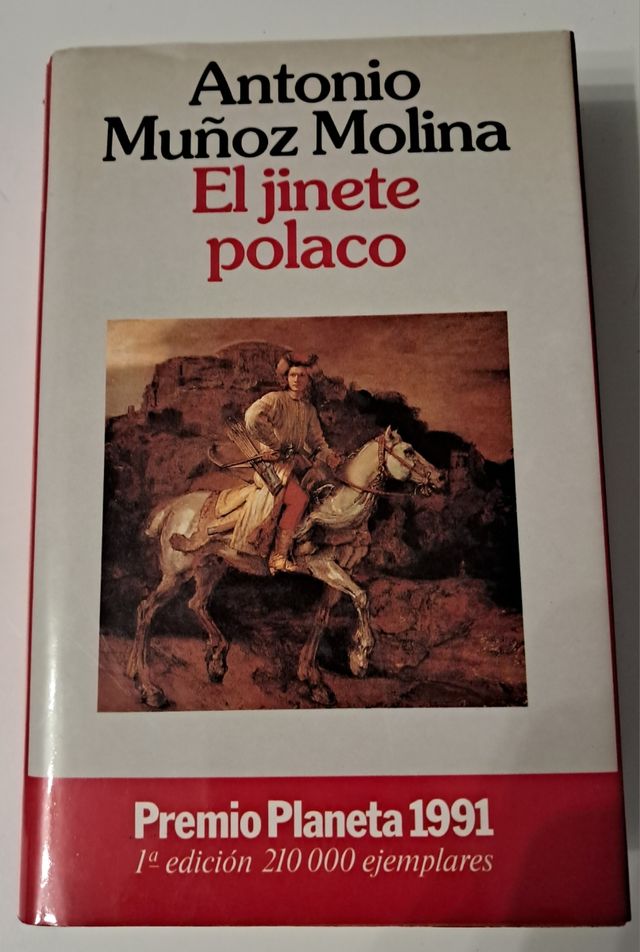 Antonio
Muñoz Molina
El jinete
polaco
Premio Planeta 1991
1ª edición 210 000 ejemplares